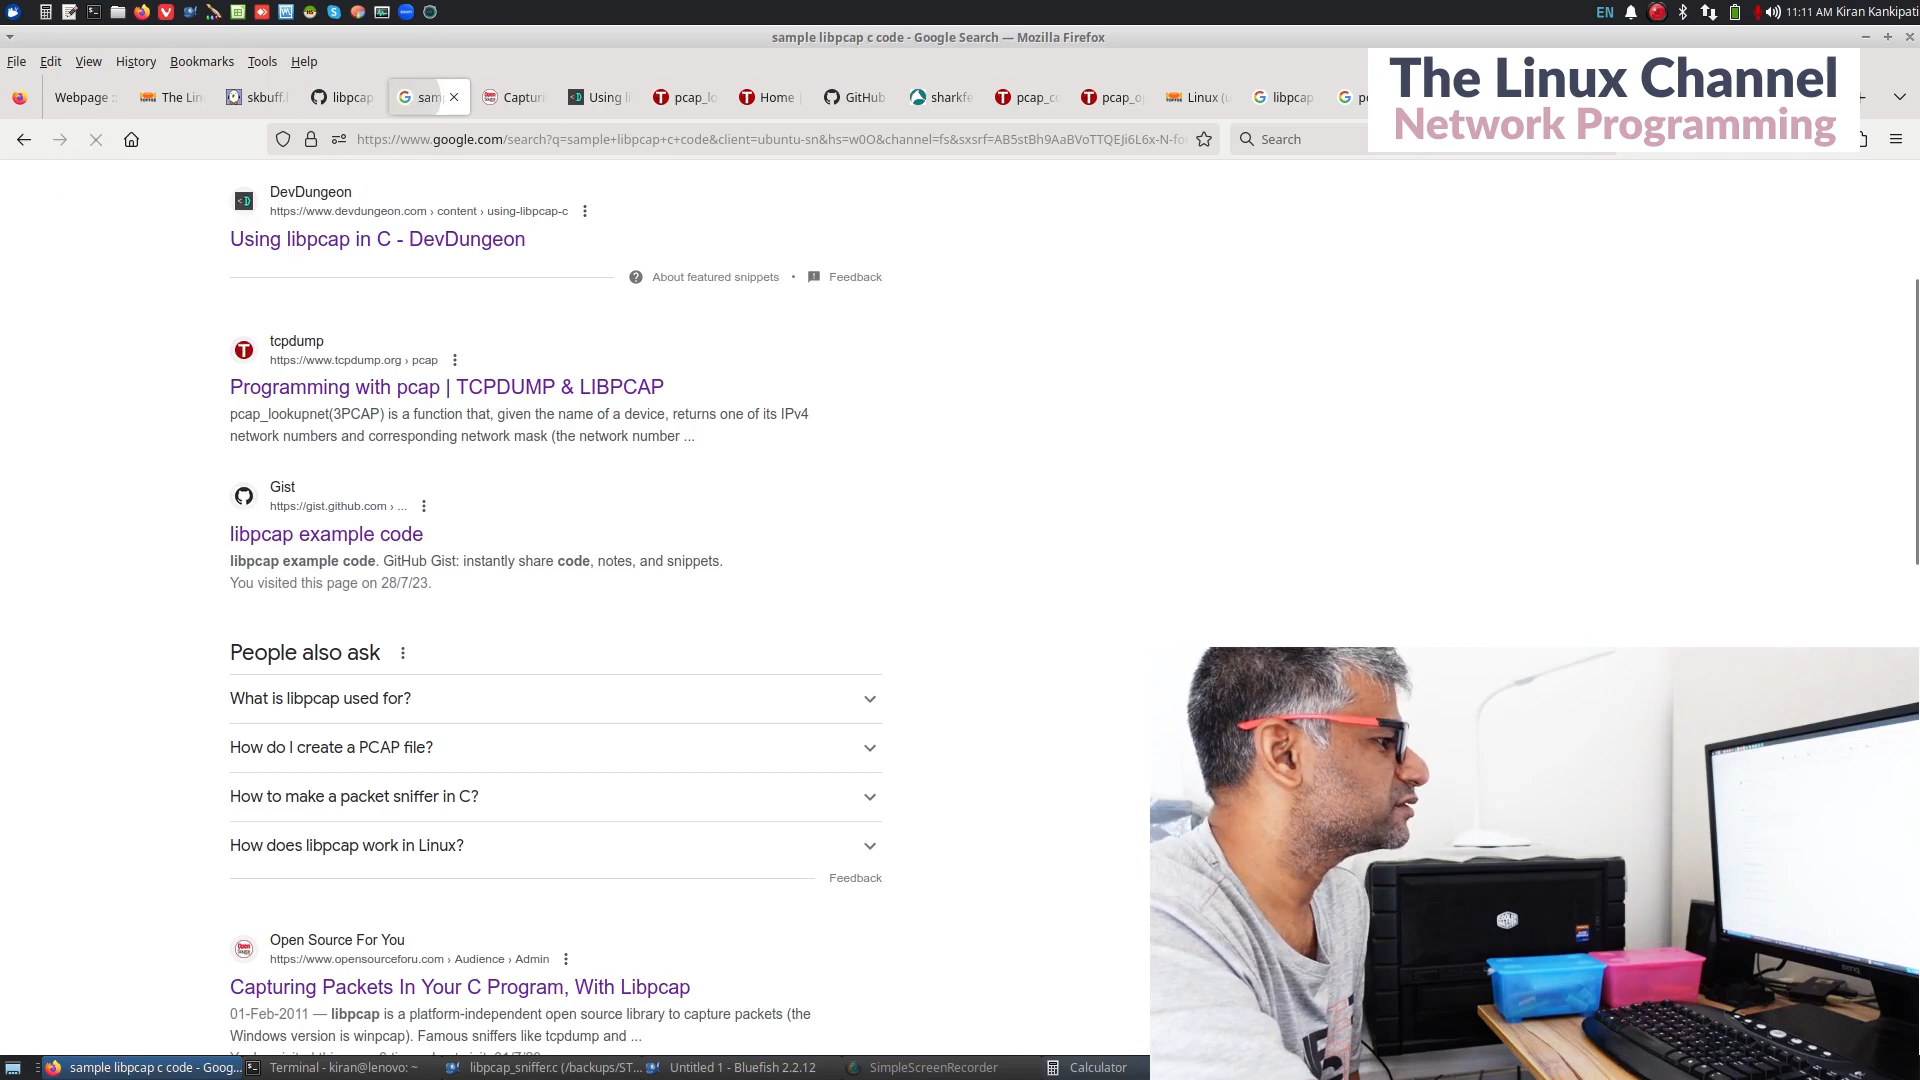 EN
11:11 AM Kiran Kankipati
sample libpcap c code - Google Search — Mozilla Firefox
File Edit View History Bookmarks Tools Help
The Linux Channel
Network Programming
Webpage ::
The Lin
skbuff.h
libpcap
sam
Capturi
Using li
pcap_lo
Home |
GitHub
sharkfe
pcap_co
pcap_o
Linux (u
libpcap
https://www.google.com/search?q=sample+libpcap+c+code&client=ubuntu-sn&hs=w0O&channel=fs&sxsrf=AB5stBh9AaBVoTTQEJi6L6x-N-fo
Search
DevDungeon
https://www.devdungeon.com › content › using-libpcap-c
Using libpcap in C - DevDungeon
About featured snippets • Feedback
tcpdump
https://www.tcpdump.org › pcap
Programming with pcap | TCPDUMP & LIBPCAP
pcap_lookupnet(3PCAP) is a function that, given the name of a device, returns one of its IPv4
network numbers and corresponding network mask (the network number ...
Gist
https://gist.github.com › ...
libpcap example code
libpcap example code. GitHub Gist: instantly share code, notes, and snippets.
You visited this page on 28/7/23.
People also ask
What is libpcap used for?
How do I create a PCAP file?
How to make a packet sniffer in C?
How does libpcap work in Linux?
Feedback
Open Source For You
https://www.opensourceforu.com › Audience › Admin
Capturing Packets In Your C Program, With Libpcap
01-Feb-2011 — libpcap is a platform-independent open source library to capture packets (the
Windows version is winpcap). Famous sniffers like tcpdump and ...
sample libpcap c code - Goog...
Terminal - kiran@lenovo: ~
libpcap_sniffer.c (/backups/ST...
Untitled 1 - Bluefish 2.2.12
SimpleScreenRecorder
Calculator